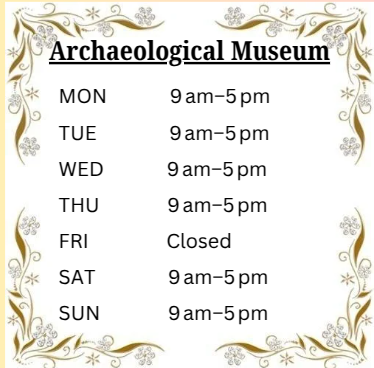 Archaeological Museum
MON 9 am–5 pm
TUE 9 am–5 pm
WED 9 am–5 pm
THU 9 am–5 pm
FRI Closed
SAT 9 am–5 pm
SUN 9 am–5 pm